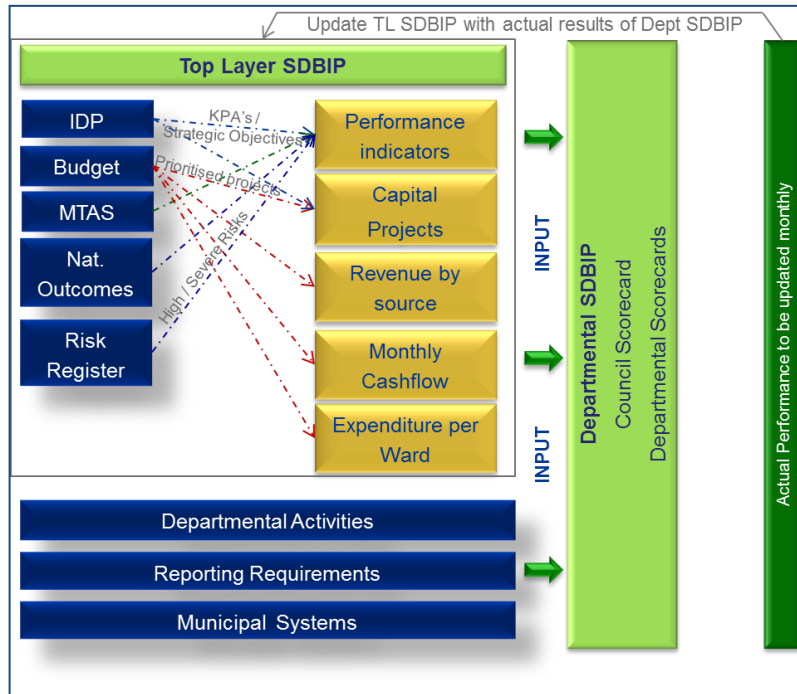 Update TL SDBIP with actual results of Dept SDBIP
Top Layer SDBIP
IDP
Budget
MTAS
Nat.
Outcomes
Risk
Register
KPA's /
Strategic Objectives
Prioritised projects
High / Severe Risks
Performance
indicators
Capital
Projects
Revenue by
source
Monthly
Cashflow
Expenditure per
Ward
INPUT
INPUT
Departmental SDBIP
Council Scorecard
Departmental Scorecards
Actual Performance to be updated monthly
Departmental Activities
Reporting Requirements
Municipal Systems